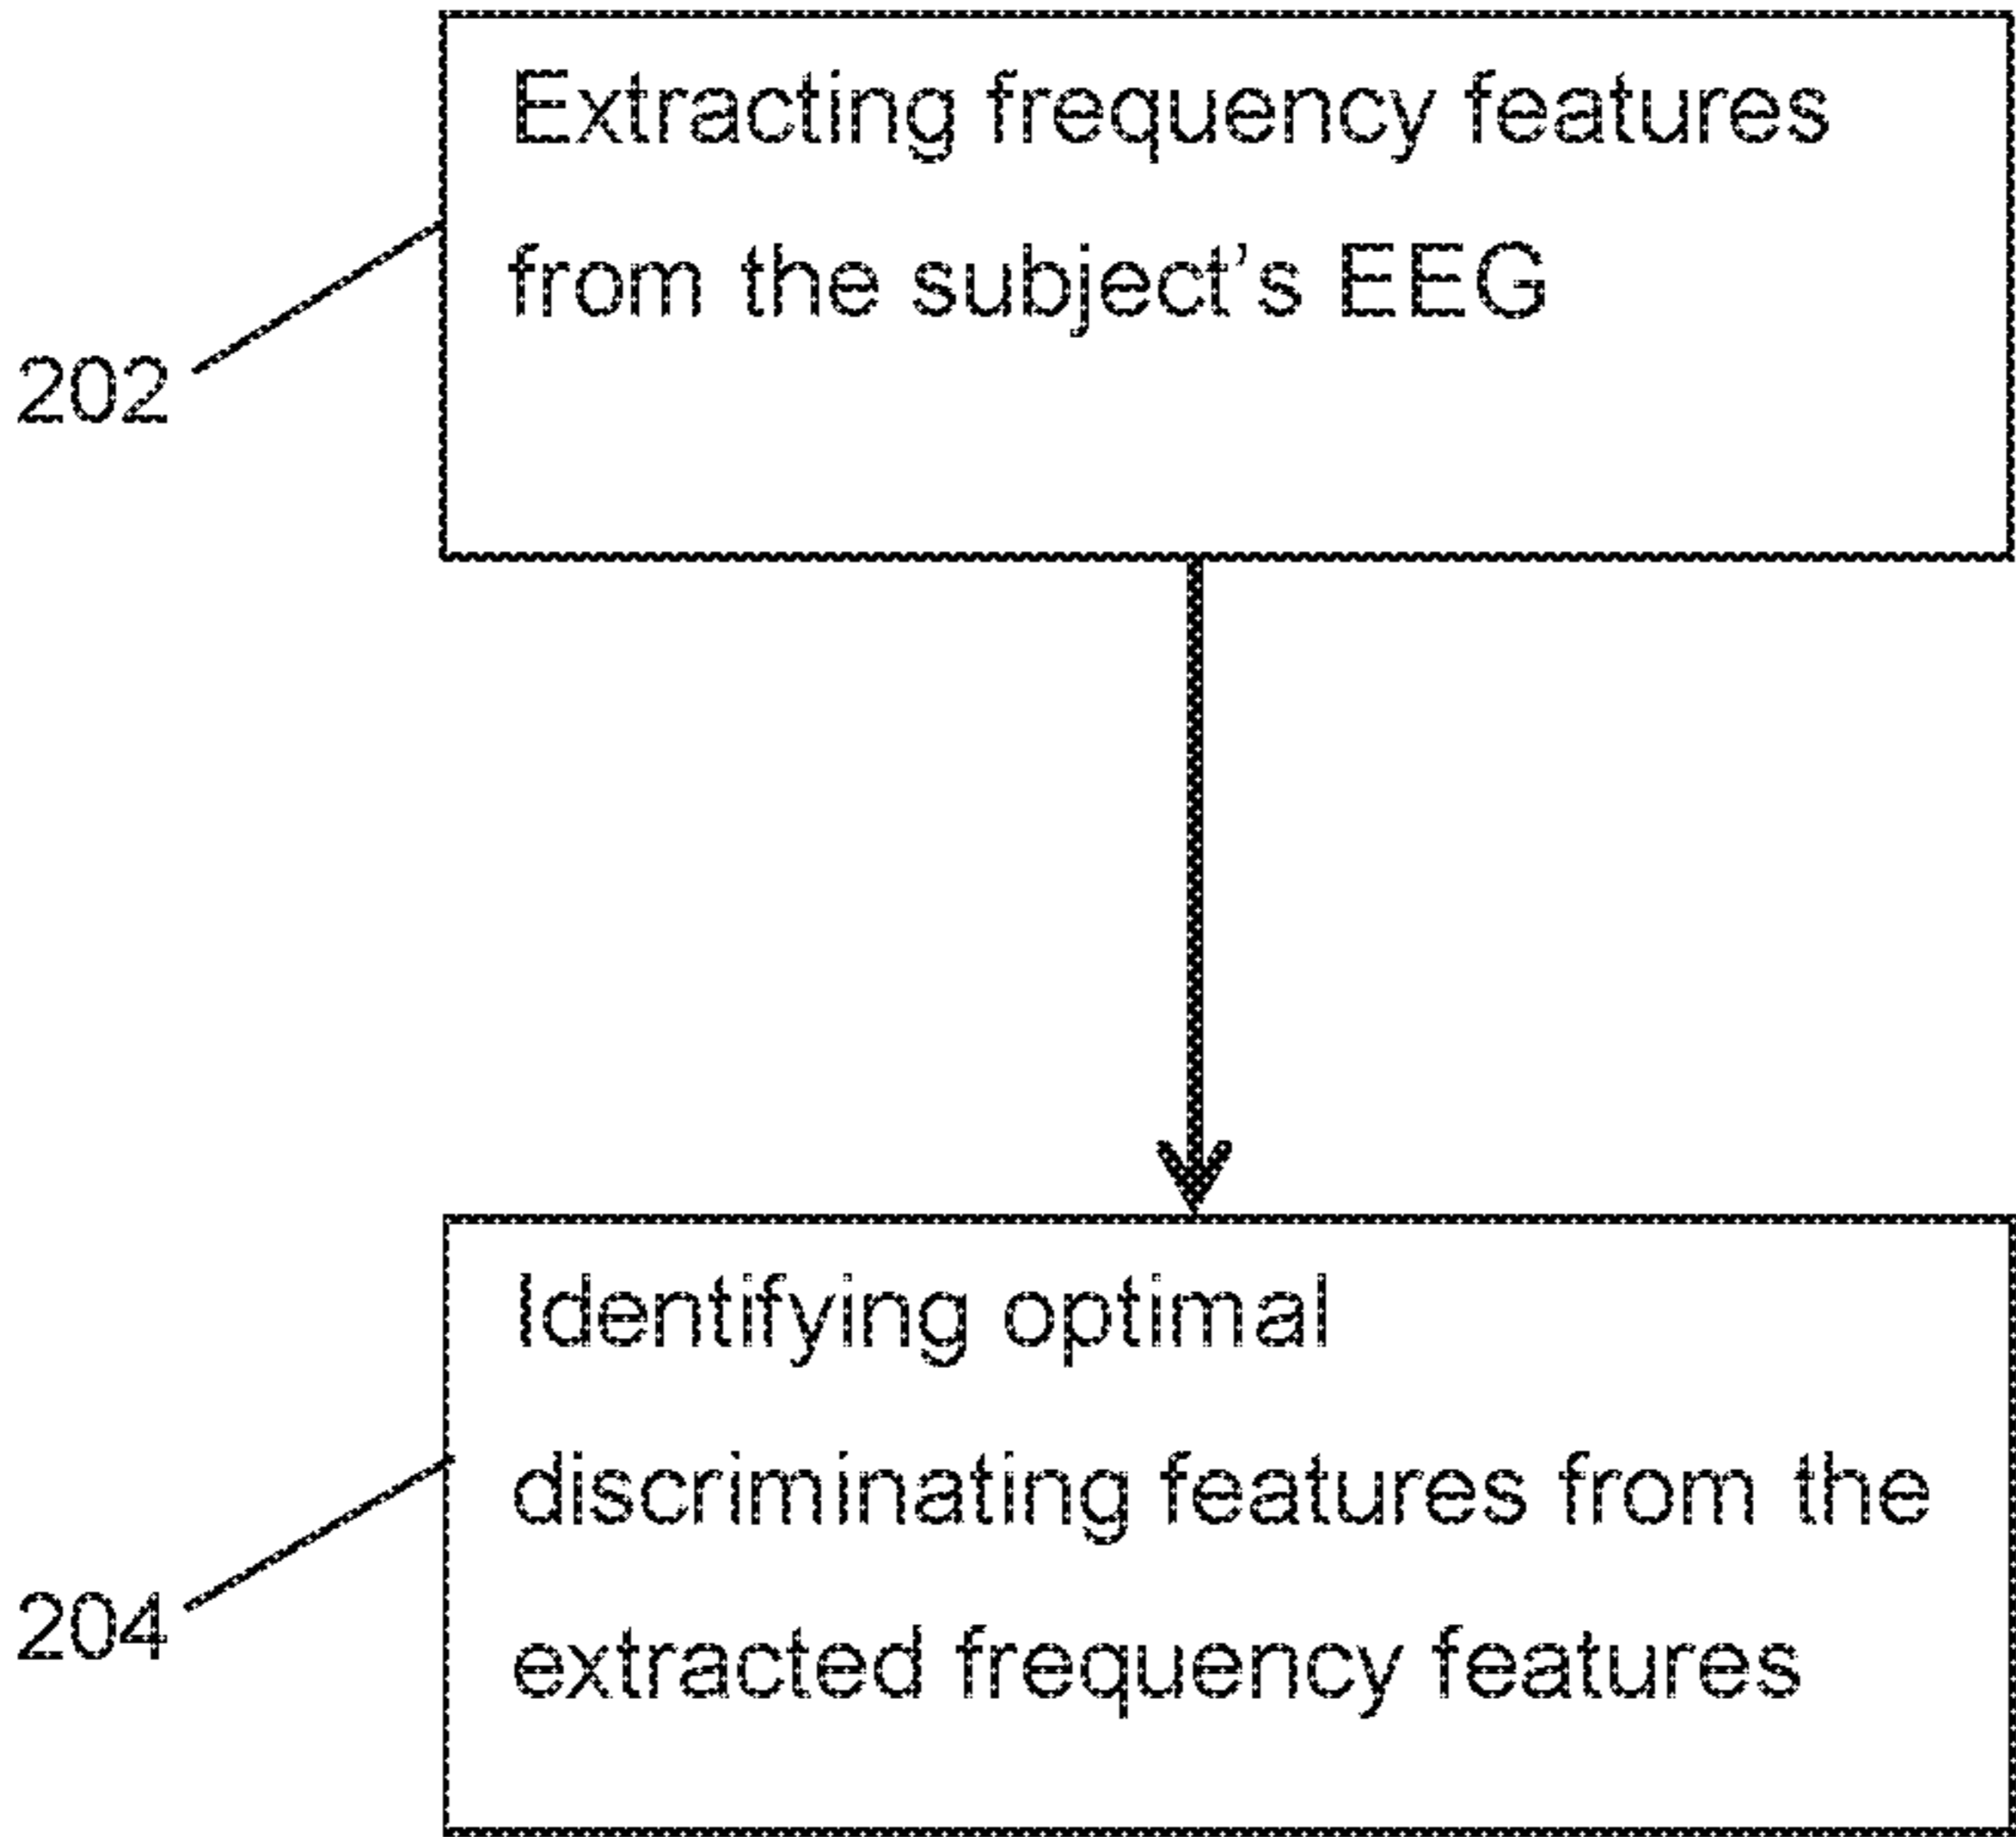 Extracting frequency features
from the subject's EEG
202
Identifying optimal
discriminating features from the
204
extracted frequency features